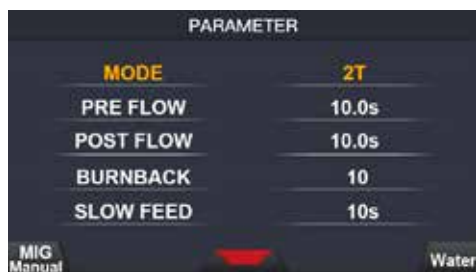 PARAMETER
MODE 2T
PRE FLOW 10.0s
POST FLOW 10.0s
BURNBACK 10
SLOW FEED 10s
MIG
Manual
Water